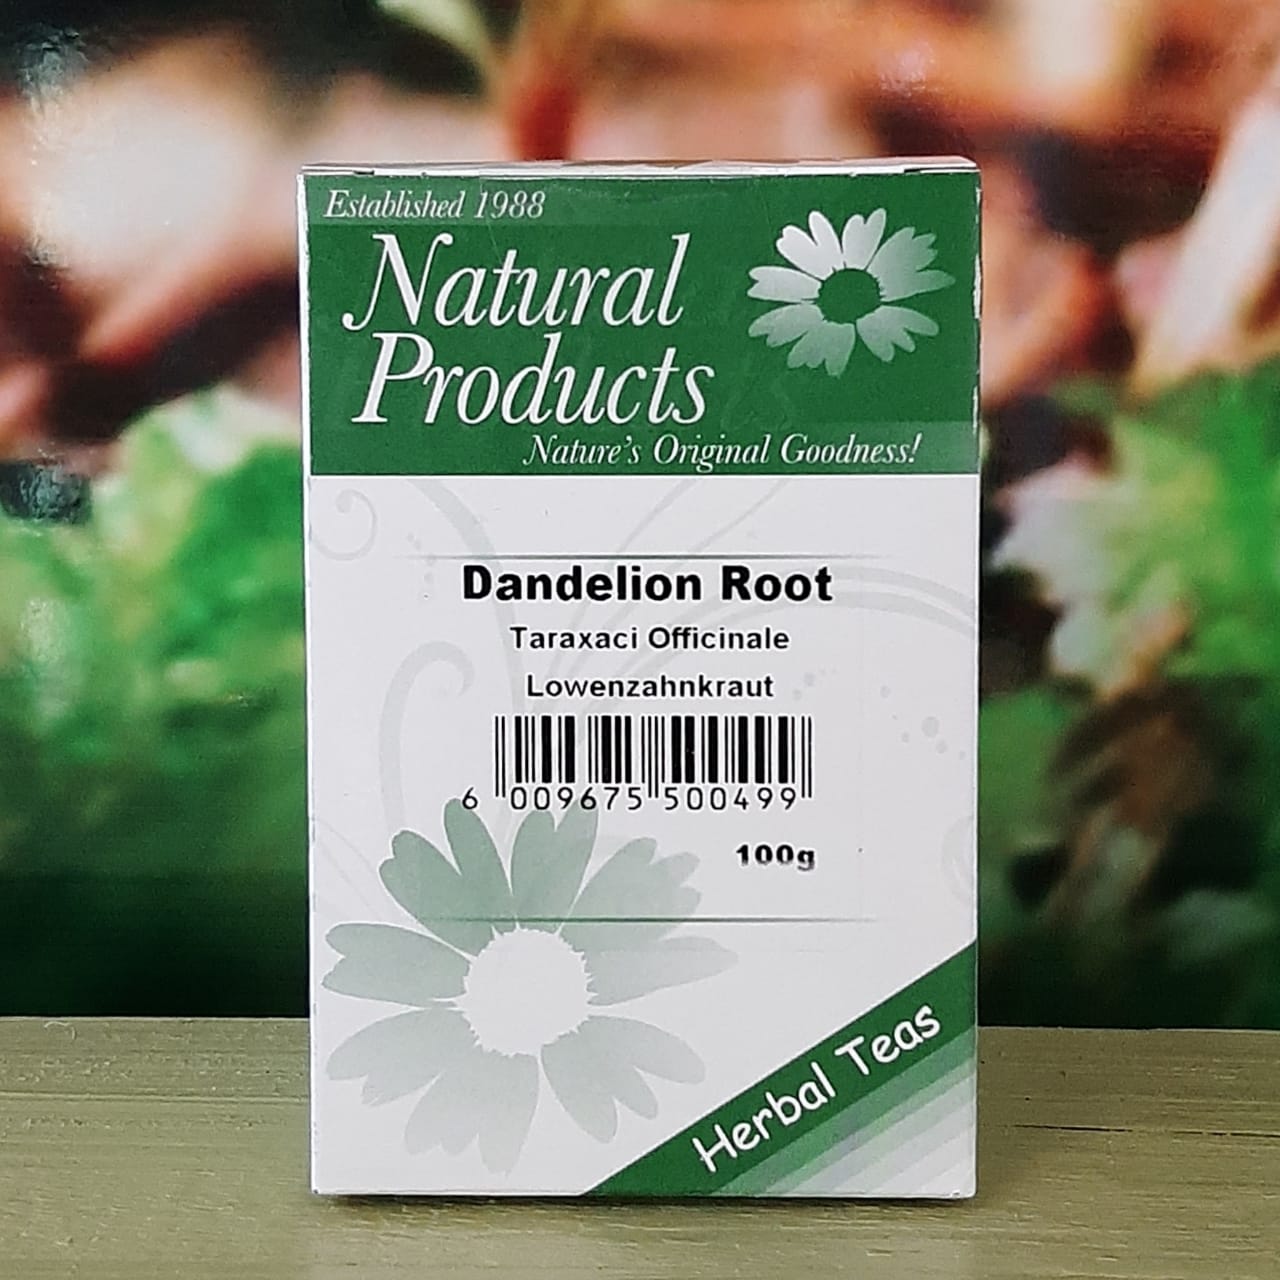 Established 1988
Natural
Products
Nature's Original Goodness!
Dandelion Root
Taraxaci Officinale
Lowenzahnkraut
6 009675 500499
100g
Herbal Teas